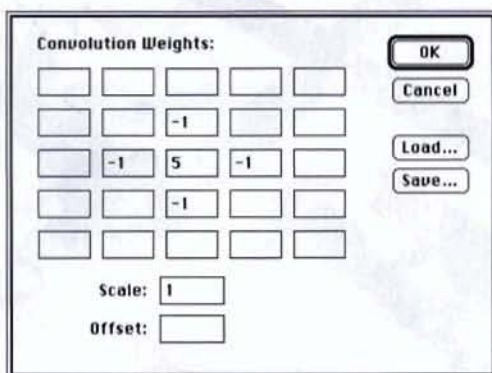 Convolution Weights:
OK
Cancel
-1
-1 5 -1
Load...
Save...
-1
Scale: 1
Offset: